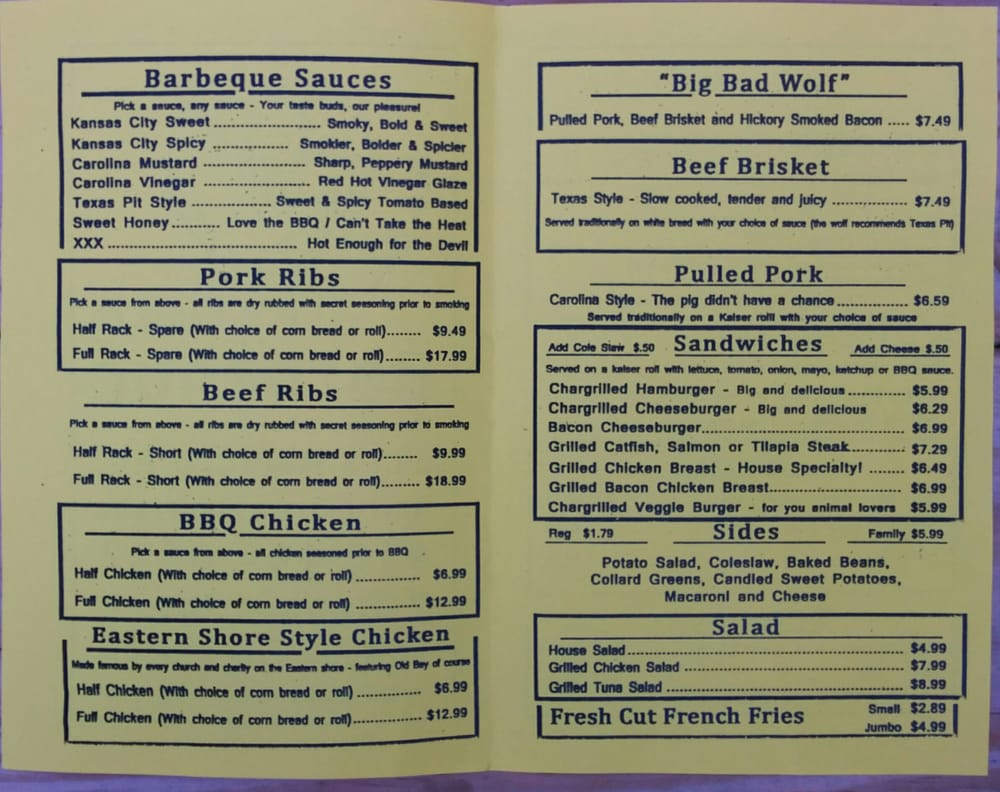 Barbeque Sauces
Pick a sauce, any sauce - Your taste buds, our pleasure!
Kansas City Sweet ........................ Smoky, Bold & Sweet
Kansas City Spicy ................. Smokier, Bolder & Spicier
Carolina Mustard ....................... Sharp, Peppery Mustard
Carolina Vinegar ........................ Red Hot Vinegar Glaze
Texas Pit Style .................. Sweet & Spicy Tomato Based
Sweet Honey........... Love the BBQ / Can't Take the Heat
XXX .......................................... Hot Enough for the Devil
Pork Ribs
Pick a sauce from above - all ribs are dry rubbed with secret seasoning prior to smoking
Half Rack - Spare (With choice of corn bread or roll)........ $9.49
Full Rack - Spare (With choice of corn bread or roll)........ $17.99
Beef Ribs
Pick a sauce from above - all ribs are dry rubbed with secret seasoning prior to smoking
Half Rack - Short (With choice of corn bread or roll)........ $9.99
Full Rack - Short (With choice of corn bread or roll)......... $18.99
BBQ Chicken
Pick a sauce from above - all chicken seasoned prior to BBQ
Half Chicken (With choice of corn bread or roll) ................ $6.99
Full Chicken (With choice of corn bread or roll) ................ $12.99
Eastern Shore Style Chicken
Made famous by every church and charity on the Eastern shore - featuring Old Bay of course
Half Chicken (With choice of corn bread or roll) ............. $6.99
Full Chicken (With choice of corn bread or roll)............... $12.99
"Big Bad Wolf"
Pulled Pork, Beef Brisket and Hickory Smoked Bacon ..... $7.49
Beef Brisket
Texas Style - Slow cooked, tender and juicy ................. $7.49
Served traditionally on white bread with your choice of sauce (the wolf recommends Texas Pit)
Pulled Pork
Carolina Style - The pig didn't have a chance................ $6.59
Served traditionally on a Kaiser roll with your choice of sauce
Add Cole Slaw $.50 Sandwiches Add Cheese $.50
Served on a kaiser roll with lettuce, tomato, onion, mayo, ketchup or BBQ sauce.
Chargrilled Hamburger - Big and delicious ............. $5.99
Chargrilled Cheeseburger - Big and delicious $6.29
Bacon Cheeseburger............................................... $6.99
Grilled Catfish, Salmon or Tilapia Steak............. $7.29
Grilled Chicken Breast - House Specialty! ........ $6.49
Grilled Bacon Chicken Breast................................ $6.99
Chargrilled Veggie Burger - for you animal lovers $5.99
Reg $1.79 Sides Family $5.99
Potato Salad, Coleslaw, Baked Beans,
Collard Greens, Candied Sweet Potatoes,
Macaroni and Cheese
Salad
House Salad............................................................. $4.99
Grilled Chicken Salad ................................................ $7.99
Grilled Tuna Salad .................................................... $8.99
Fresh Cut French Fries Small $2.89
Jumbo $4.99